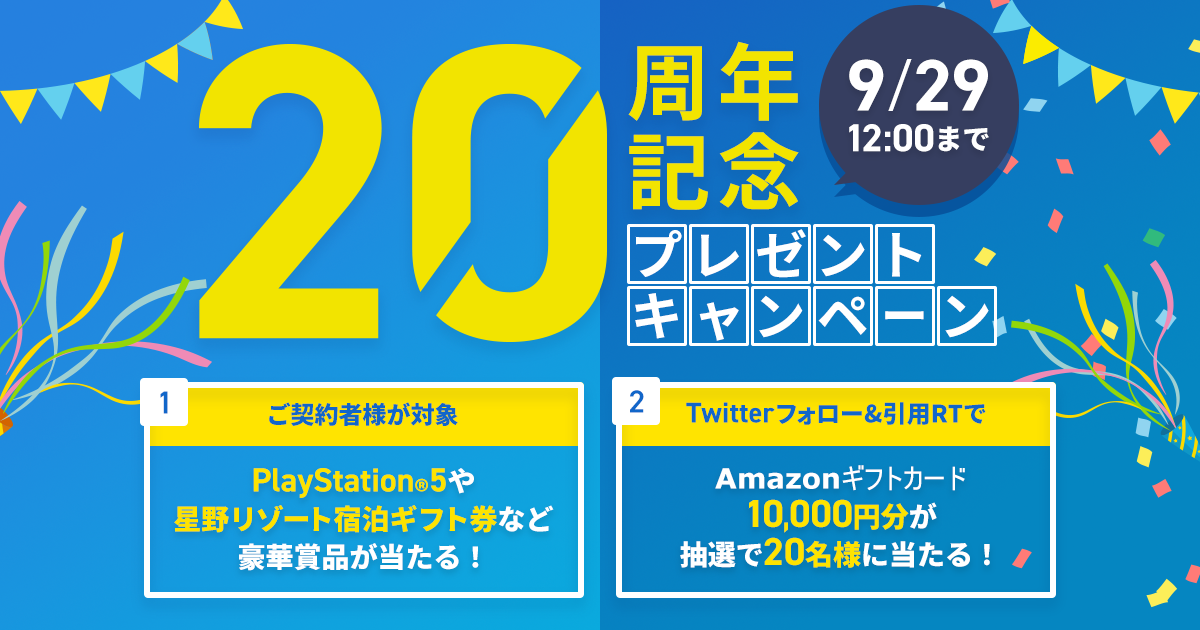 20
周年
記念
9/29
12:00まで
プレゼント
キャンペーン
1
ご契約者様が対象
PlayStation®5や
星野リゾート宿泊ギフト券など
豪華賞品が当たる！
2
Twitterフォロー&引用RTで
Amazonギフトカード
10,000円分が
抽選で20名様に当たる！